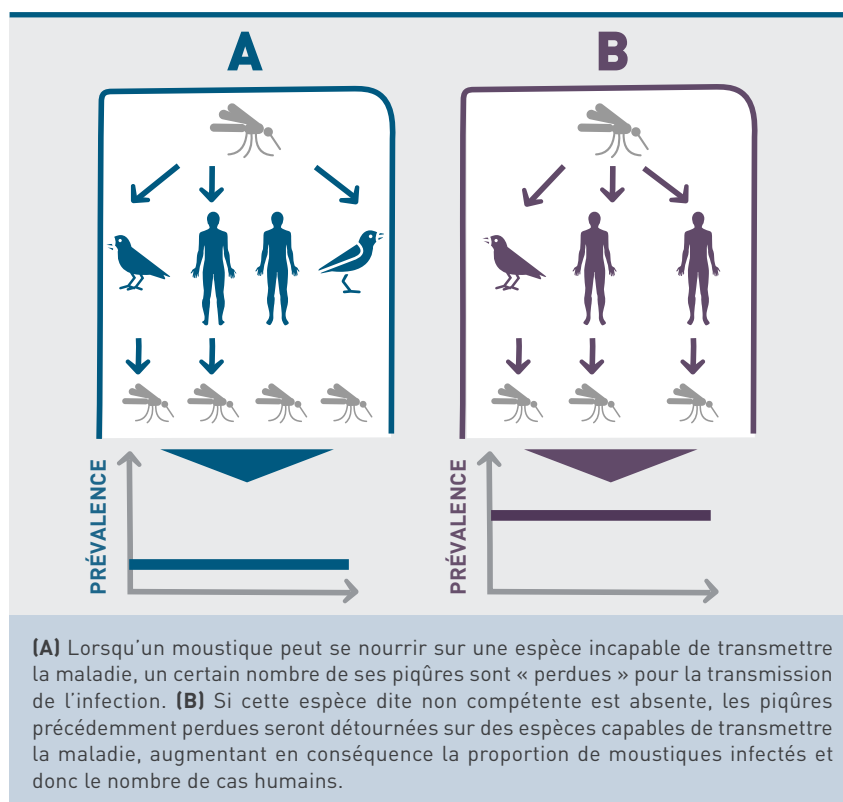 A
B
PRÉVALENCE
PRÉVALENCE
(A) Lorsqu’un moustique peut se nourrir sur une espèce incapable de transmettre
la maladie, un certain nombre de ses piqûres sont « perdues » pour la transmission
de l’infection. (B) Si cette espèce dite non compétente est absente, les piqûres
précédemment perdues seront détournées sur des espèces capables de transmettre
la maladie, augmentant en conséquence la proportion de moustiques infectés et
donc le nombre de cas humains.